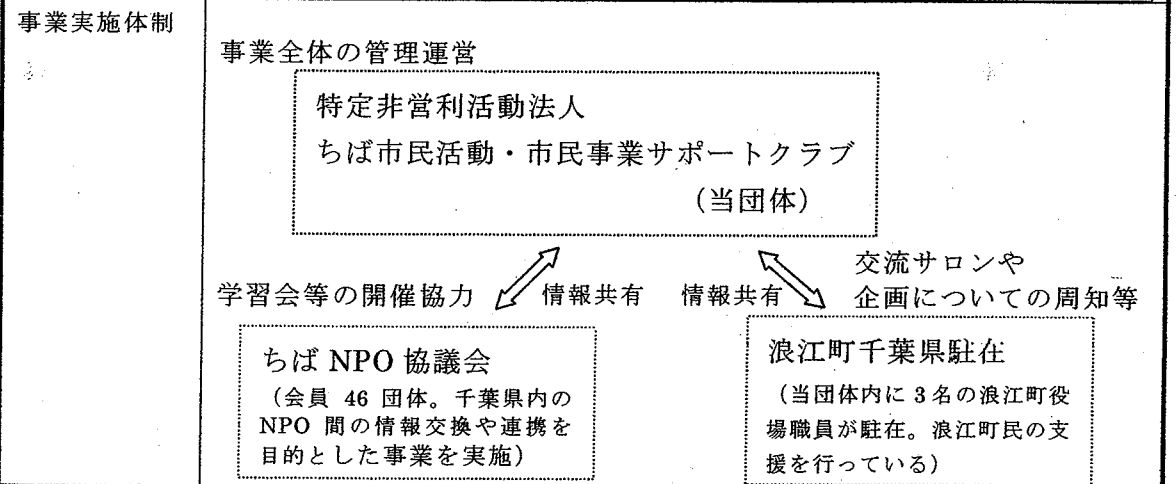 事業実施体制
事業全体の管理運営
特定非営利活動法人
ちば市民活動・市民事業サポートクラブ
（当団体）
学習会等の開催協力
情報共有
情報共有
交流サロンや
企画についての周知等
ちば NPO 協議会
（会員 46 団体。千葉県内の
NPO 間の情報交換や連携を
目的とした事業を実施）
浪江町千葉県駐在
（当団体内に 3 名の浪江町役
場職員が駐在。浪江町民の支
援を行っている）